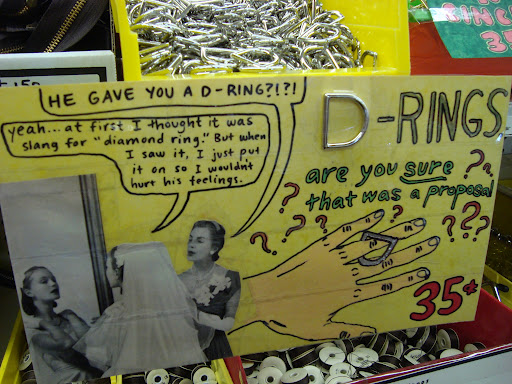 HE GAVE YOU A D-RING?!?!
yeah...at first I thought it was
slang for "diamond ring." But when
I saw it, I just put
it on so I wouldn't
hurt his feelings.
D-RINGS
are you sure
that was a proposal
? ? ? ? ? ? ? ? ? ?
35¢